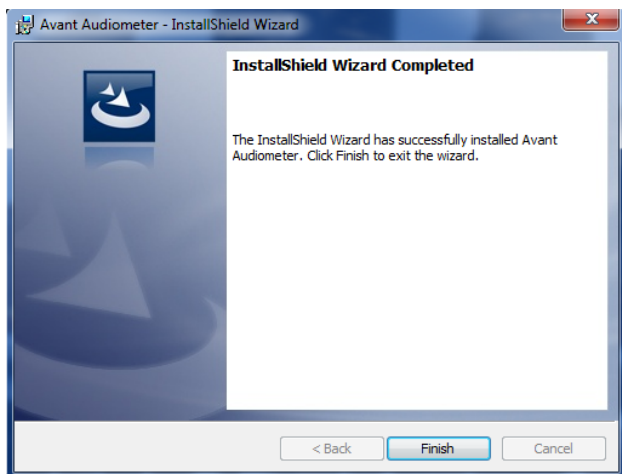 Avant Audiometer - InstallShield Wizard
InstallShield Wizard Completed
The InstallShield Wizard has successfully installed Avant
Audiometer. Click Finish to exit the wizard.
< Back Finish Cancel